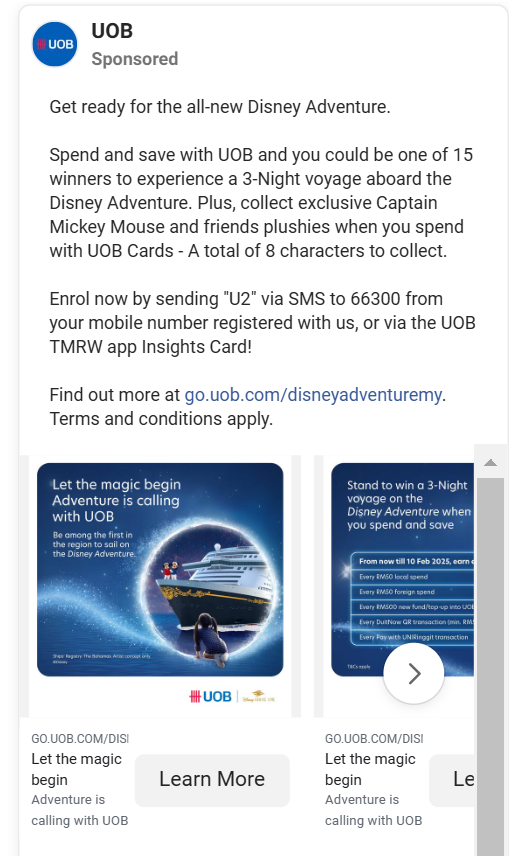 UOB
UOB
Sponsored
Get ready for the all-new Disney Adventure.
Spend and save with UOB and you could be one of 15
winners to experience a 3-Night voyage aboard the
Disney Adventure. Plus, collect exclusive Captain
Mickey Mouse and friends plushies when you spend
with UOB Cards - A total of 8 characters to collect.
Enrol now by sending "U2" via SMS to 66300 from
your mobile number registered with us, or via the UOB
TMRW app Insights Card!
Find out more at go.uob.com/disneyadventuremy.
Terms and conditions apply.
Let the magic begin
Adventure is calling
with UOB
Be among the first in
the region to sail on
the Disney Adventure.
Ships' Registry: The Bahamas. Artist concept only.
UOB
GO.UOB.COM/DISI
Let the magic
begin
Adventure is
calling with UOB
Learn More
Stand to win a 3-Night
voyage on the
Disney Adventure when
you spend and save
From now till 10 Feb 2025, earn
Every RM50 local spend
Every RM50 foreign spend
Every RM500 new fund/top-up into UOB
Every DuitNow QR transaction (min.
Every Pay with UNIRinggit transaction
T&Cs apply
GO.UOB.COM/DISI
Let the magic
begin
Adventure is
calling with UOB
Le